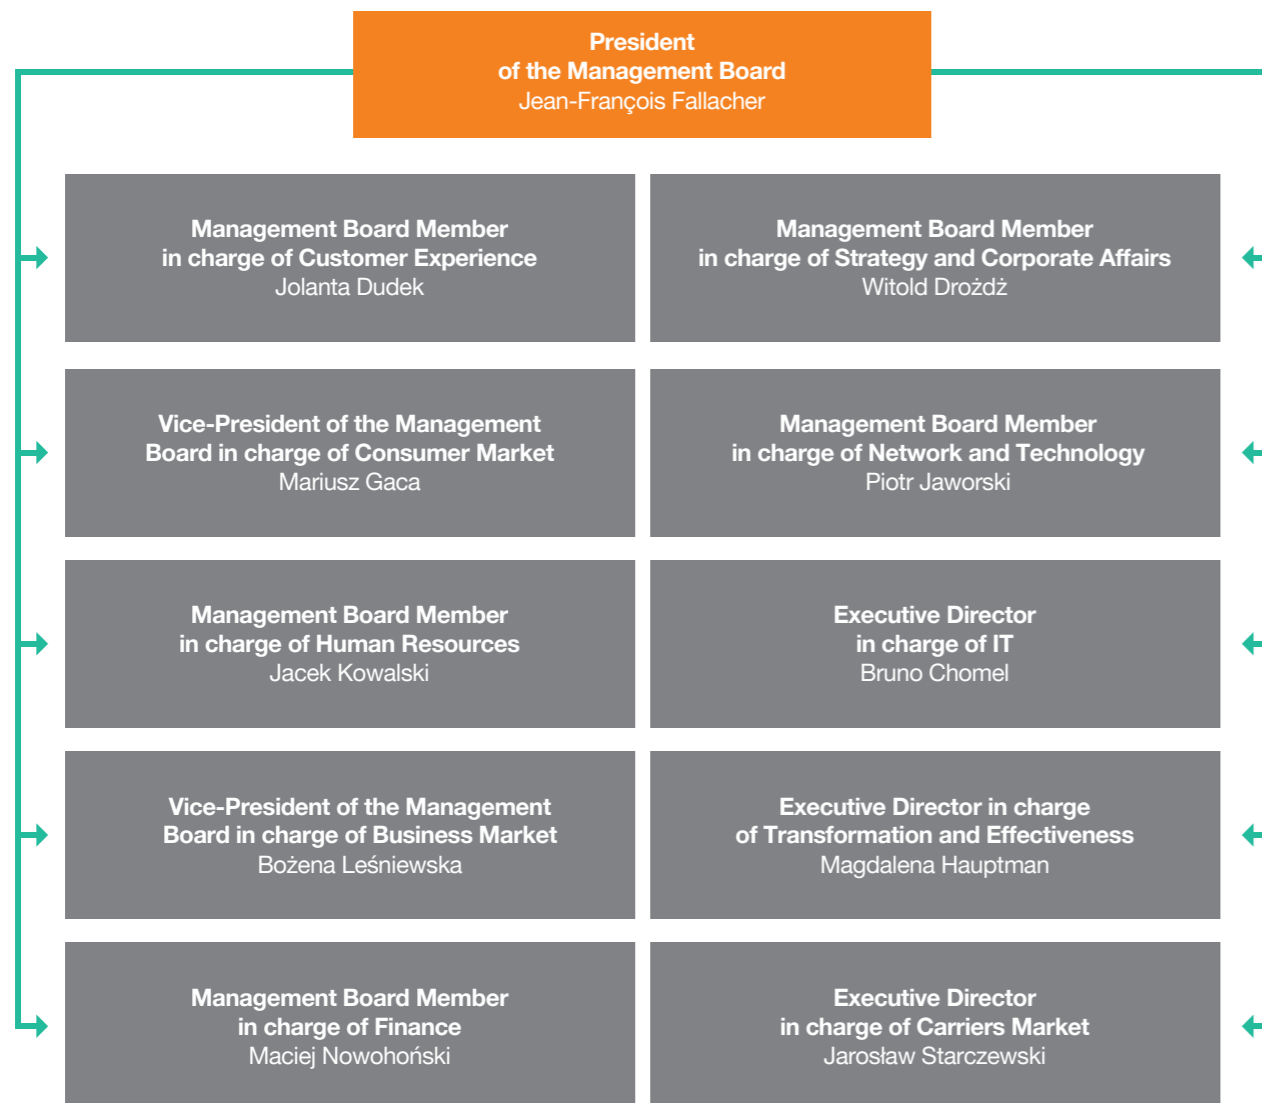 President
of the Management Board
Jean-François Fallacher
Management Board Member
in charge of Customer Experience
Jolanta Dudek
Management Board Member
in charge of Strategy and Corporate Affairs
Witold Drożdż
Vice-President of the Management
Board in charge of Consumer Market
Mariusz Gaca
Management Board Member
in charge of Network and Technology
Piotr Jaworski
Management Board Member
in charge of Human Resources
Jacek Kowalski
Executive Director
in charge of IT
Bruno Chomel
Vice-President of the Management
Board in charge of Business Market
Bożena Leśniewska
Executive Director in charge
of Transformation and Effectiveness
Magdalena Hauptman
Management Board Member
in charge of Finance
Maciej Nowohoński
Executive Director
in charge of Carriers Market
Jarosław Starczewski